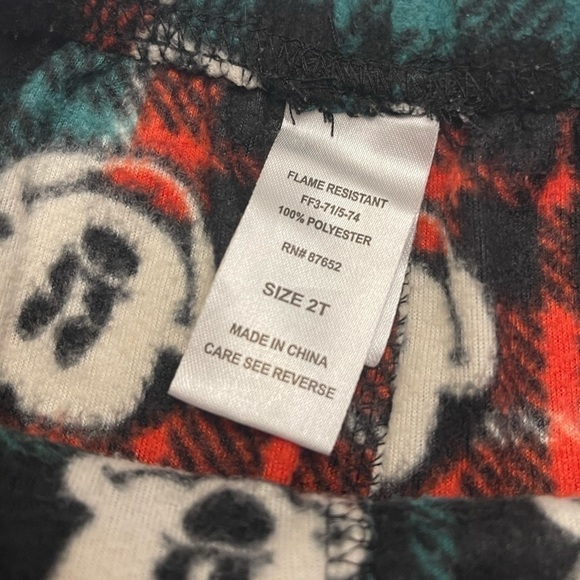 FLAME RESISTANT
FF3-71/5-74
100% POLYESTER
RN# 87652
SIZE 2T
MADE IN CHINA
CARE SEE REVERSE